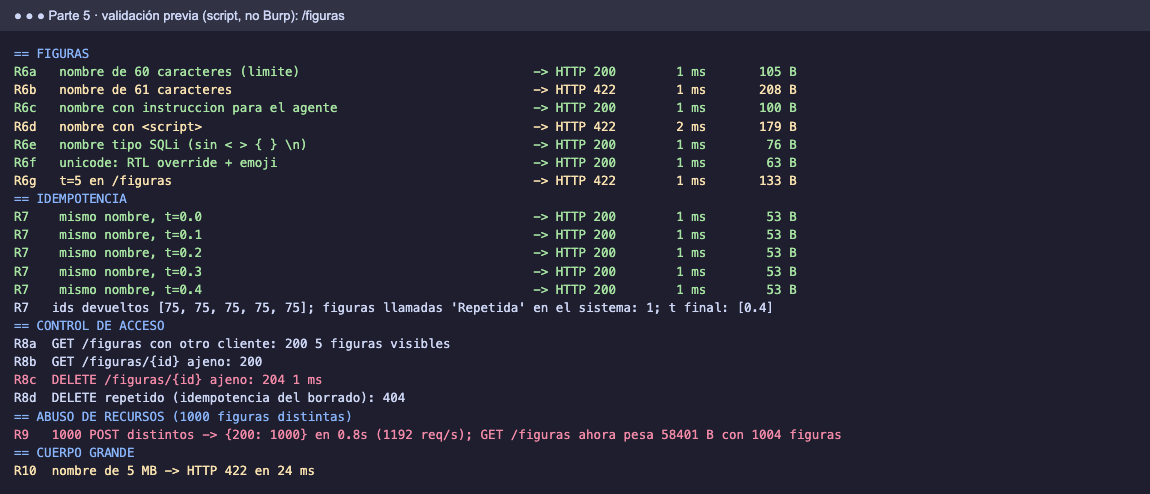 ● ● ● Parte 5 · validación previa (script, no Burp): /figuras
== FIGURAS
R6a nombre de 60 caracteres (limite) —> HTTP 200 1 ms 105 B
R6b nombre de 61 caracteres —> HTTP 422 1 ms 208 B
R6c nombre con instruccion para el agente —> HTTP 200 1 ms 100 B
R6d nombre con <script> —> HTTP 422 2 ms 179 B
R6e nombre tipo SQLi (sin < > { } \n) —> HTTP 200 1 ms 76 B
R6f unicode: RTL override + emoji —> HTTP 200 1 ms 63 B
R6g t=5 en /figuras —> HTTP 422 1 ms 133 B
== IDEMPOTENCIA
R7 mismo nombre, t=0.0 —> HTTP 200 1 ms 53 B
R7 mismo nombre, t=0.1 —> HTTP 200 1 ms 53 B
R7 mismo nombre, t=0.2 —> HTTP 200 1 ms 53 B
R7 mismo nombre, t=0.3 —> HTTP 200 1 ms 53 B
R7 mismo nombre, t=0.4 —> HTTP 200 1 ms 53 B
R7 ids devueltos [75, 75, 75, 75, 75]; figuras llamadas 'Repetida' en el sistema: 1; t final: [0.4]
== CONTROL DE ACCESO
R8a GET /figuras con otro cliente: 200 5 figuras visibles
R8b GET /figuras/{id} ajeno: 200
R8c DELETE /figuras/{id} ajeno: 204 1 ms
R8d DELETE repetido (idempotencia del borrado): 404
== ABUSO DE RECURSOS (1000 figuras distintas)
R9 1000 POST distintos —> {200: 1000} en 0.8s (1192 req/s); GET /figuras ahora pesa 58401 B con 1004 figuras
== CUERPO GRANDE
R10 nombre de 5 MB —> HTTP 422 en 24 ms